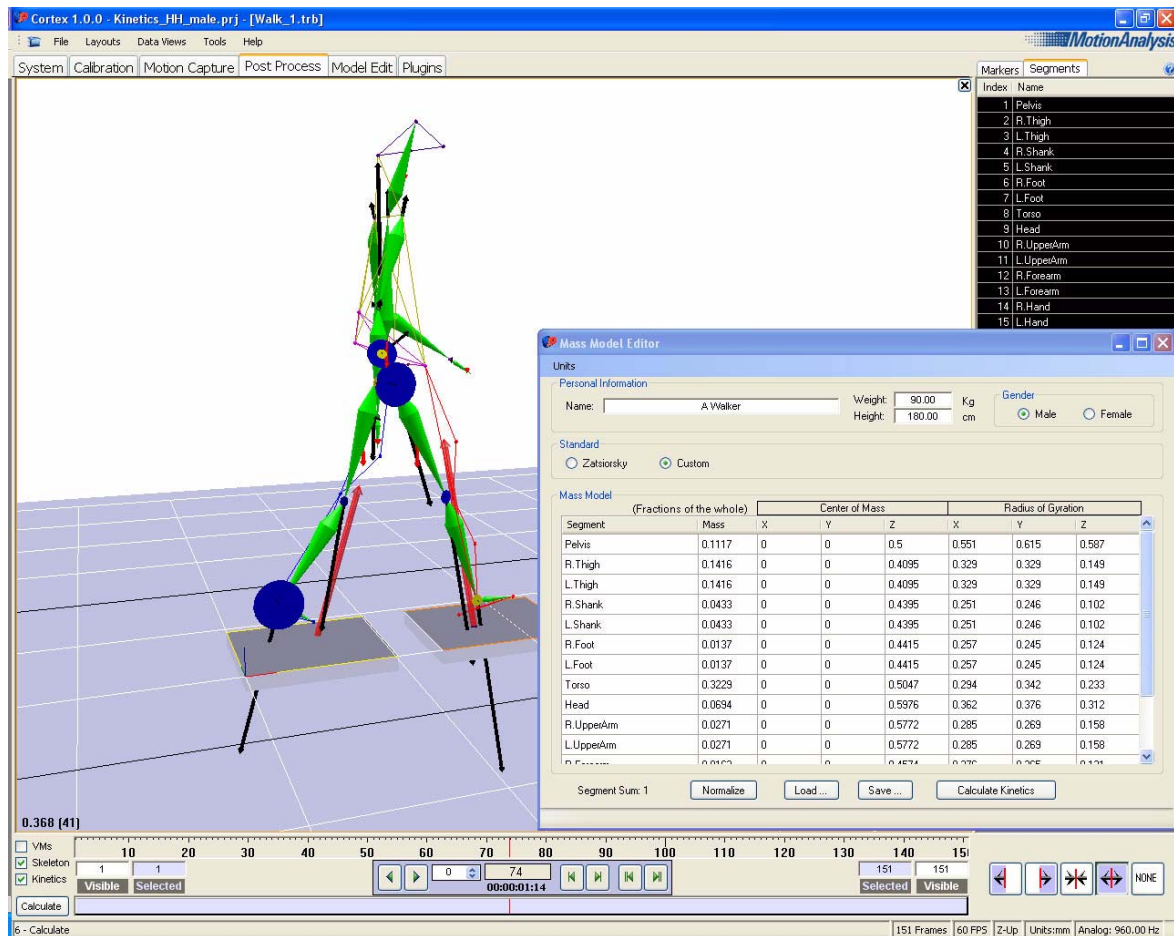 Cortex 1.0.0 - Kinetics_HH_male.prj - [Walk_1.trb]
File Layouts Data Views Tools Help
MotionAnalysis
System Calibration Motion Capture Post Process Model Edit Plugins
Markers Segments
Index Name
1 Pelvis
2 R.Thigh
3 L.Thigh
4 R.Shank
5 L.Shank
6 R.Foot
7 L.Foot
8 Torso
9 Head
10 R.UpperArm
11 L.UpperArm
12 R.Forearm
13 L.Forearm
14 R.Hand
15 L.Hand
Mass Model Editor
Units
Personal Information
Name: A Walker
Weight: 90.00 Kg
Height: 180.00 cm
Gender
Male Female
Standard
Zatsiorsky Custom
Mass Model
(Fractions of the whole) Center of Mass Radius of Gyration
Segment Mass X Y Z X Y Z
Pelvis 0.1117 0 0 0.5 0.551 0.615 0.587
R.Thigh 0.1416 0 0 0.4095 0.329 0.329 0.149
L.Thigh 0.1416 0 0 0.4095 0.329 0.329 0.149
R.Shank 0.0433 0 0 0.4395 0.251 0.246 0.102
L.Shank 0.0433 0 0 0.4395 0.251 0.246 0.102
R.Foot 0.0137 0 0 0.4415 0.257 0.245 0.124
L.Foot 0.0137 0 0 0.4415 0.257 0.245 0.124
Torso 0.3229 0 0 0.5047 0.294 0.342 0.233
Head 0.0694 0 0 0.5976 0.362 0.376 0.312
R.UpperArm 0.0271 0 0 0.5772 0.285 0.269 0.158
L.UpperArm 0.0271 0 0 0.5772 0.285 0.269 0.158
Segment Sum: 1 Normalize Load ... Save ... Calculate Kinetics
0.368 (41)
VMs
Skeleton
Kinetics
10 20 30 40 50 60 70 80 90 100 110 120 130 140 151
1 1 0 74 151 151
Visible Selected 00:00:01:14 Selected Visible
NONE
Calculate
6 - Calculate
151 Frames 60 FPS Z-Up Units:mm Analog: 960.00 Hz